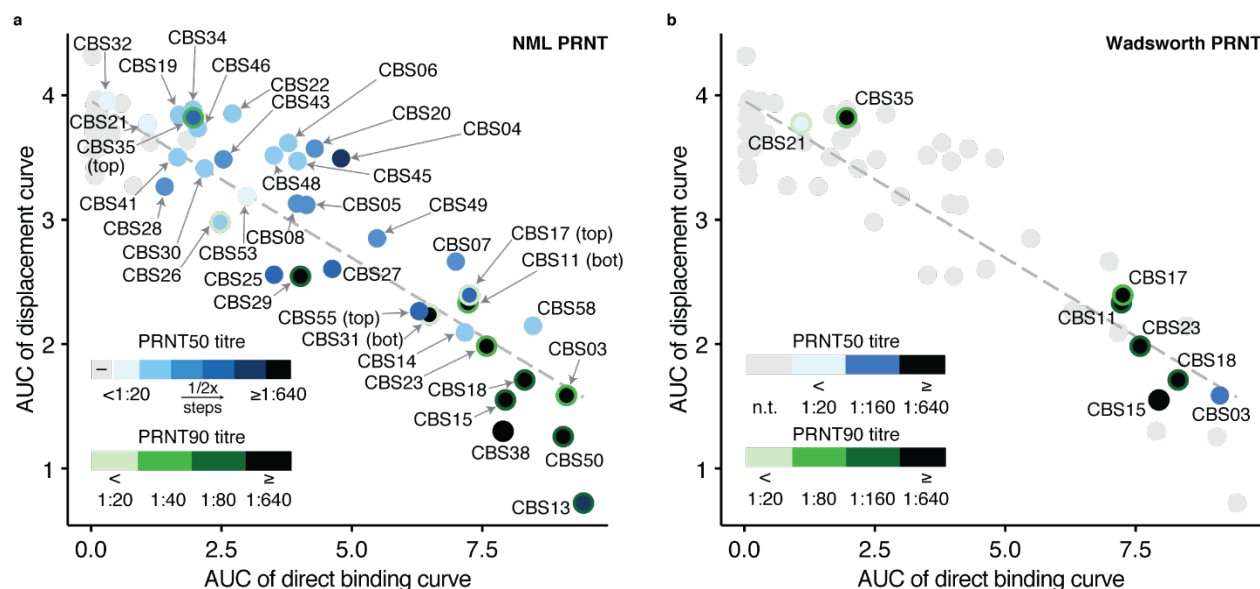 a
NML PRNT
CBS32
CBS34
CBS19
CBS46
CBS22
CBS43
CBS06
CBS20
CBS04
CBS21
CBS35
(top)
CBS41
CBS28
CBS30
CBS26
CBS53
CBS08
CBS48
CBS45
CBS05
CBS49
CBS25
CBS29
CBS27
CBS07
CBS17 (top)
CBS11 (bot)
CBS55 (top)
CBS31 (bot)
CBS58
CBS14
CBS23
CBS03
CBS18
CBS15
CBS38
CBS50
CBS13
PRNT50 titre
–
<1:20
1/2x
steps
≥1:640
PRNT90 titre
< ≥
1:20 1:40 1:80 1:640
AUC of displacement curve
4
3
2
1
0.0 2.5 5.0 7.5
AUC of direct binding curve
b
Wadsworth PRNT
CBS35
CBS21
CBS17
CBS11
CBS23
CBS18
CBS15
CBS03
PRNT50 titre
< ≥
n.t. 1:20 1:160 1:640
PRNT90 titre
< ≥
1:20 1:80 1:160 1:640
AUC of displacement curve
4
3
2
1
0.0 2.5 5.0 7.5
AUC of direct binding curve